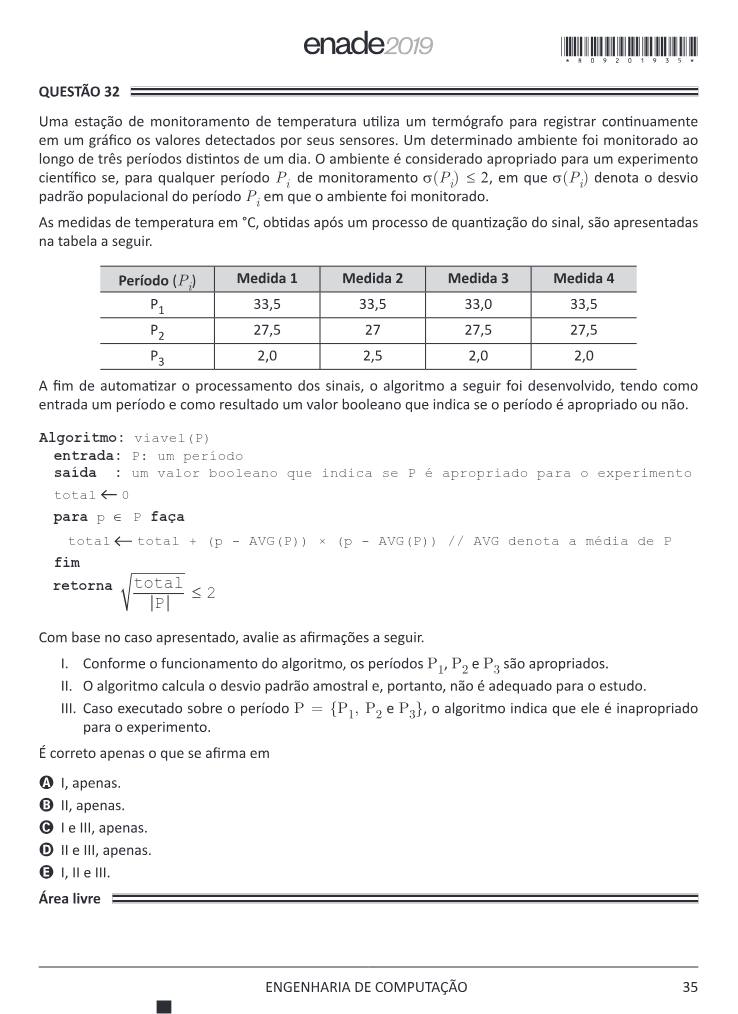 enade2019
*809201935*
QUESTÃO 32
Uma estação de monitoramento de temperatura utiliza um termógrafo para registrar continuamente
em um gráfico os valores detectados por seus sensores. Um determinado ambiente foi monitorado ao
longo de três períodos distintos de um dia. O ambiente é considerado apropriado para um experimento
científico se, para qualquer período Pi de monitoramento σ(Pi) ≤ 2, em que σ(Pi) denota o desvio
padrão populacional do período Pi em que o ambiente foi monitorado.
As medidas de temperatura em °C, obtidas após um processo de quantização do sinal, são apresentadas
na tabela a seguir.
Período (Pi) Medida 1 Medida 2 Medida 3 Medida 4
P1 33,5 33,5 33,0 33,5
P2 27,5 27 27,5 27,5
P3 2,0 2,5 2,0 2,0
A fim de automatizar o processamento dos sinais, o algoritmo a seguir foi desenvolvido, tendo como
entrada um período e como resultado um valor booleano que indica se o período é apropriado ou não.
Algoritmo: viavel(P)
entrada: P: um período
saída : um valor booleano que indica se P é apropriado para o experimento
total ← 0
para p ∈ P faça
total ← total + (p - AVG(P)) × (p - AVG(P)) // AVG denota a média de P
fim
retorna √(total/|P|) ≤ 2
Com base no caso apresentado, avalie as afirmações a seguir.
I. Conforme o funcionamento do algoritmo, os períodos P1, P2 e P3 são apropriados.
II. O algoritmo calcula o desvio padrão amostral e, portanto, não é adequado para o estudo.
III. Caso executado sobre o período P = {P1, P2 e P3}, o algoritmo indica que ele é inapropriado
para o experimento.
É correto apenas o que se afirma em
A I, apenas.
B II, apenas.
C I e III, apenas.
D II e III, apenas.
E I, II e III.
Área livre
ENGENHARIA DE COMPUTAÇÃO 35